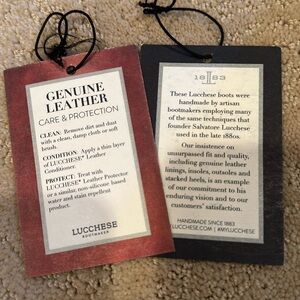 GENUINE
LEATHER
CARE & PROTECTION
CLEAN: Remove dirt and dust
with a clean, damp cloth or soft
brush.
CONDITION: Apply a thin layer
of LUCCHESE® Leather
Conditioner.
PROTECT: Treat with
LUCCHESE® Leather Protector
or a similar, non-silicone based
water and stain repellent
product.
LUCCHESE
BOOTMAKER
18 83
These Lucchese boots were
handmade by artisan
bootmakers employing many
of the same techniques that
founder Salvatore Lucchese
used in the late 1880s.
Our insistence on
unsurpassed fit and quality,
including genuine leather
linings, insoles, outsoles and
stacked heels, is an example
of our commitment to his
enduring vision and to our
customers' satisfaction.
HANDMADE SINCE 1883
LUCCHESE.COM | #MYLUCCHESE